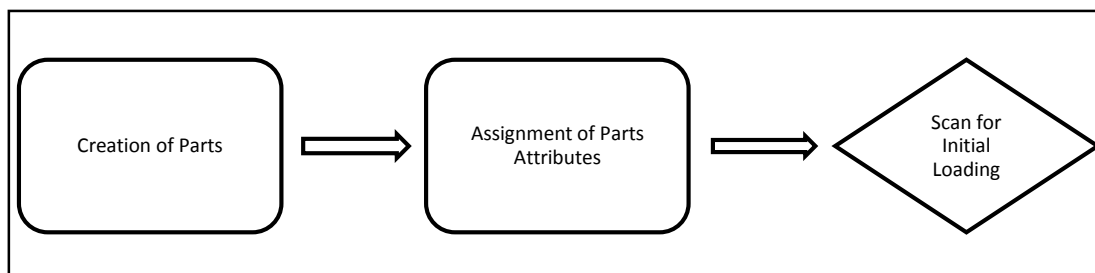 Creation of Parts
Assignment of Parts
Attributes
Scan for
Initial
Loading